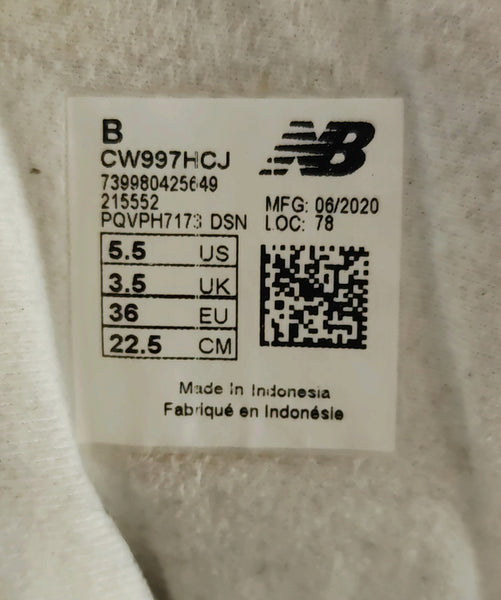 B
NB
CW997HCJ
739980425649
215552
MFG: 06/2020
PQVPH7173 DSN
LOC: 78
5.5 US
3.5 UK
36 EU
22.5 CM
Made In Indonesia
Fabriqué en Indonésie